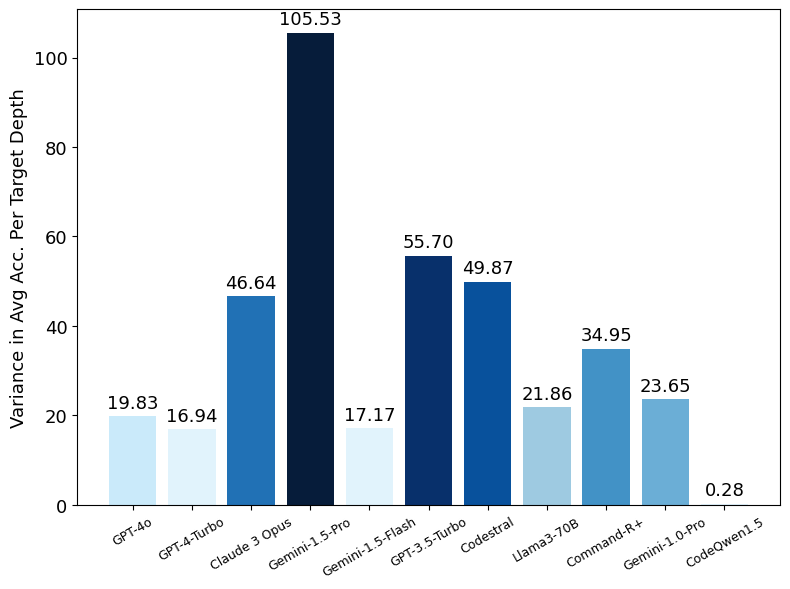 Variance in Avg Acc. Per Target Depth
100
80
60
40
20
0
19.83
16.94
46.64
105.53
17.17
55.70
49.87
21.86
34.95
23.65
0.28
GPT-4o
GPT-4-Turbo
Claude 3 Opus
Gemini-1.5-Pro
Gemini-1.5-Flash
GPT-3.5-Turbo
Codestral
Llama3-70B
Command-R+
Gemini-1.0-Pro
CodeQwen1.5